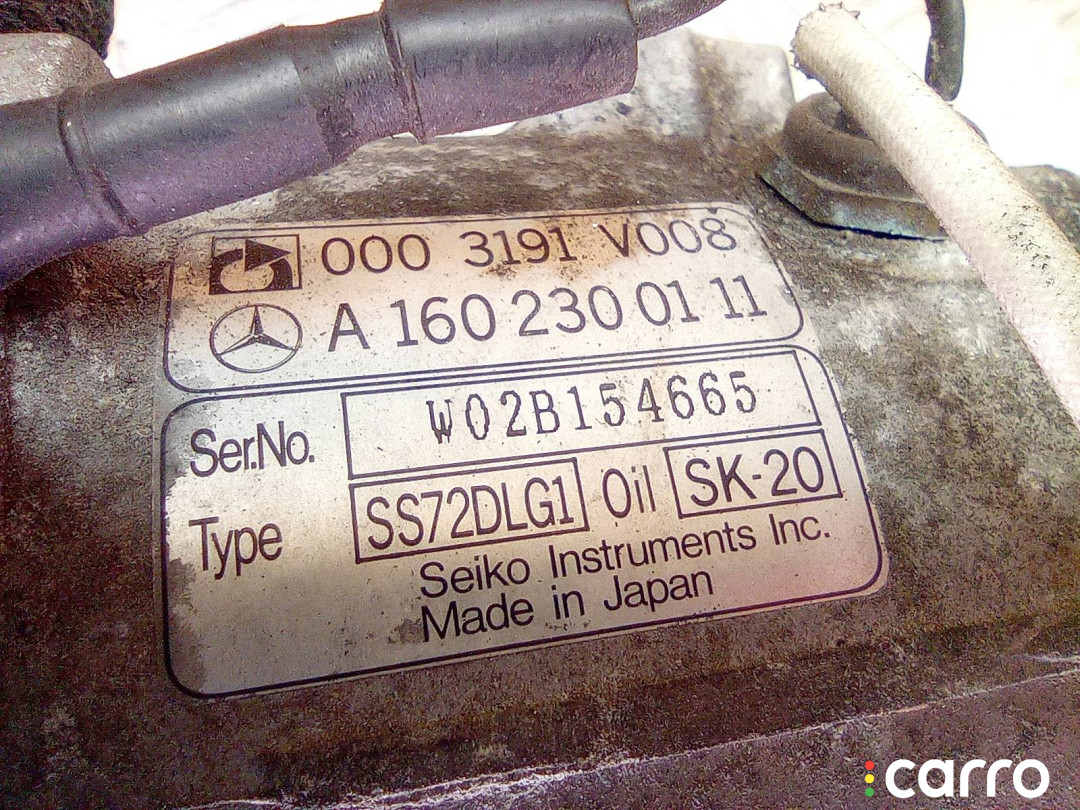 000 3191 V008
A 160 230 01 11
Ser.No. W02B154665
Type SS72DLG1 Oil SK-20
Seiko Instruments Inc.
Made in Japan
carro